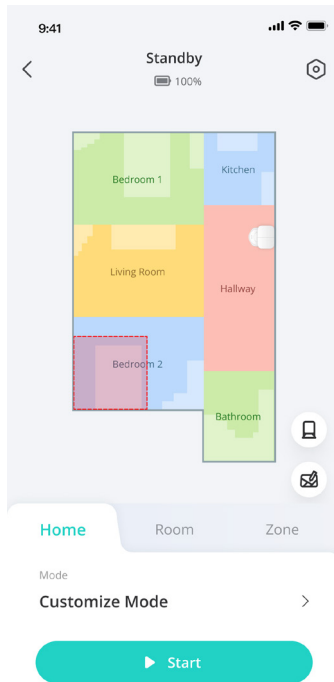 9:41
Standby
100%
Bedroom 1
Kitchen
Living Room
Hallway
Bedroom 2
Bathroom
Home Room Zone
Mode
Customize Mode
Start